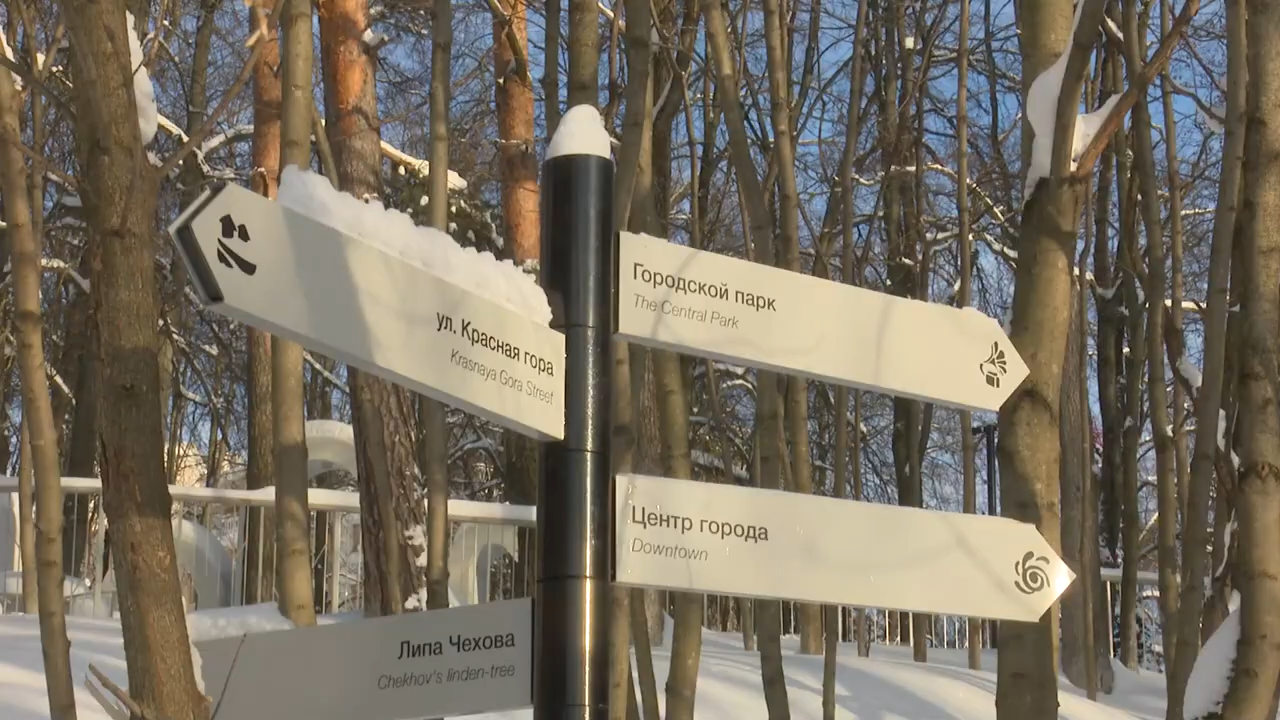 ул. Красная гора
Krasnaya Gora Street
Городской парк
The Central Park
Центр города
Downtown
Липа Чехова
Chekhov's linden-tree